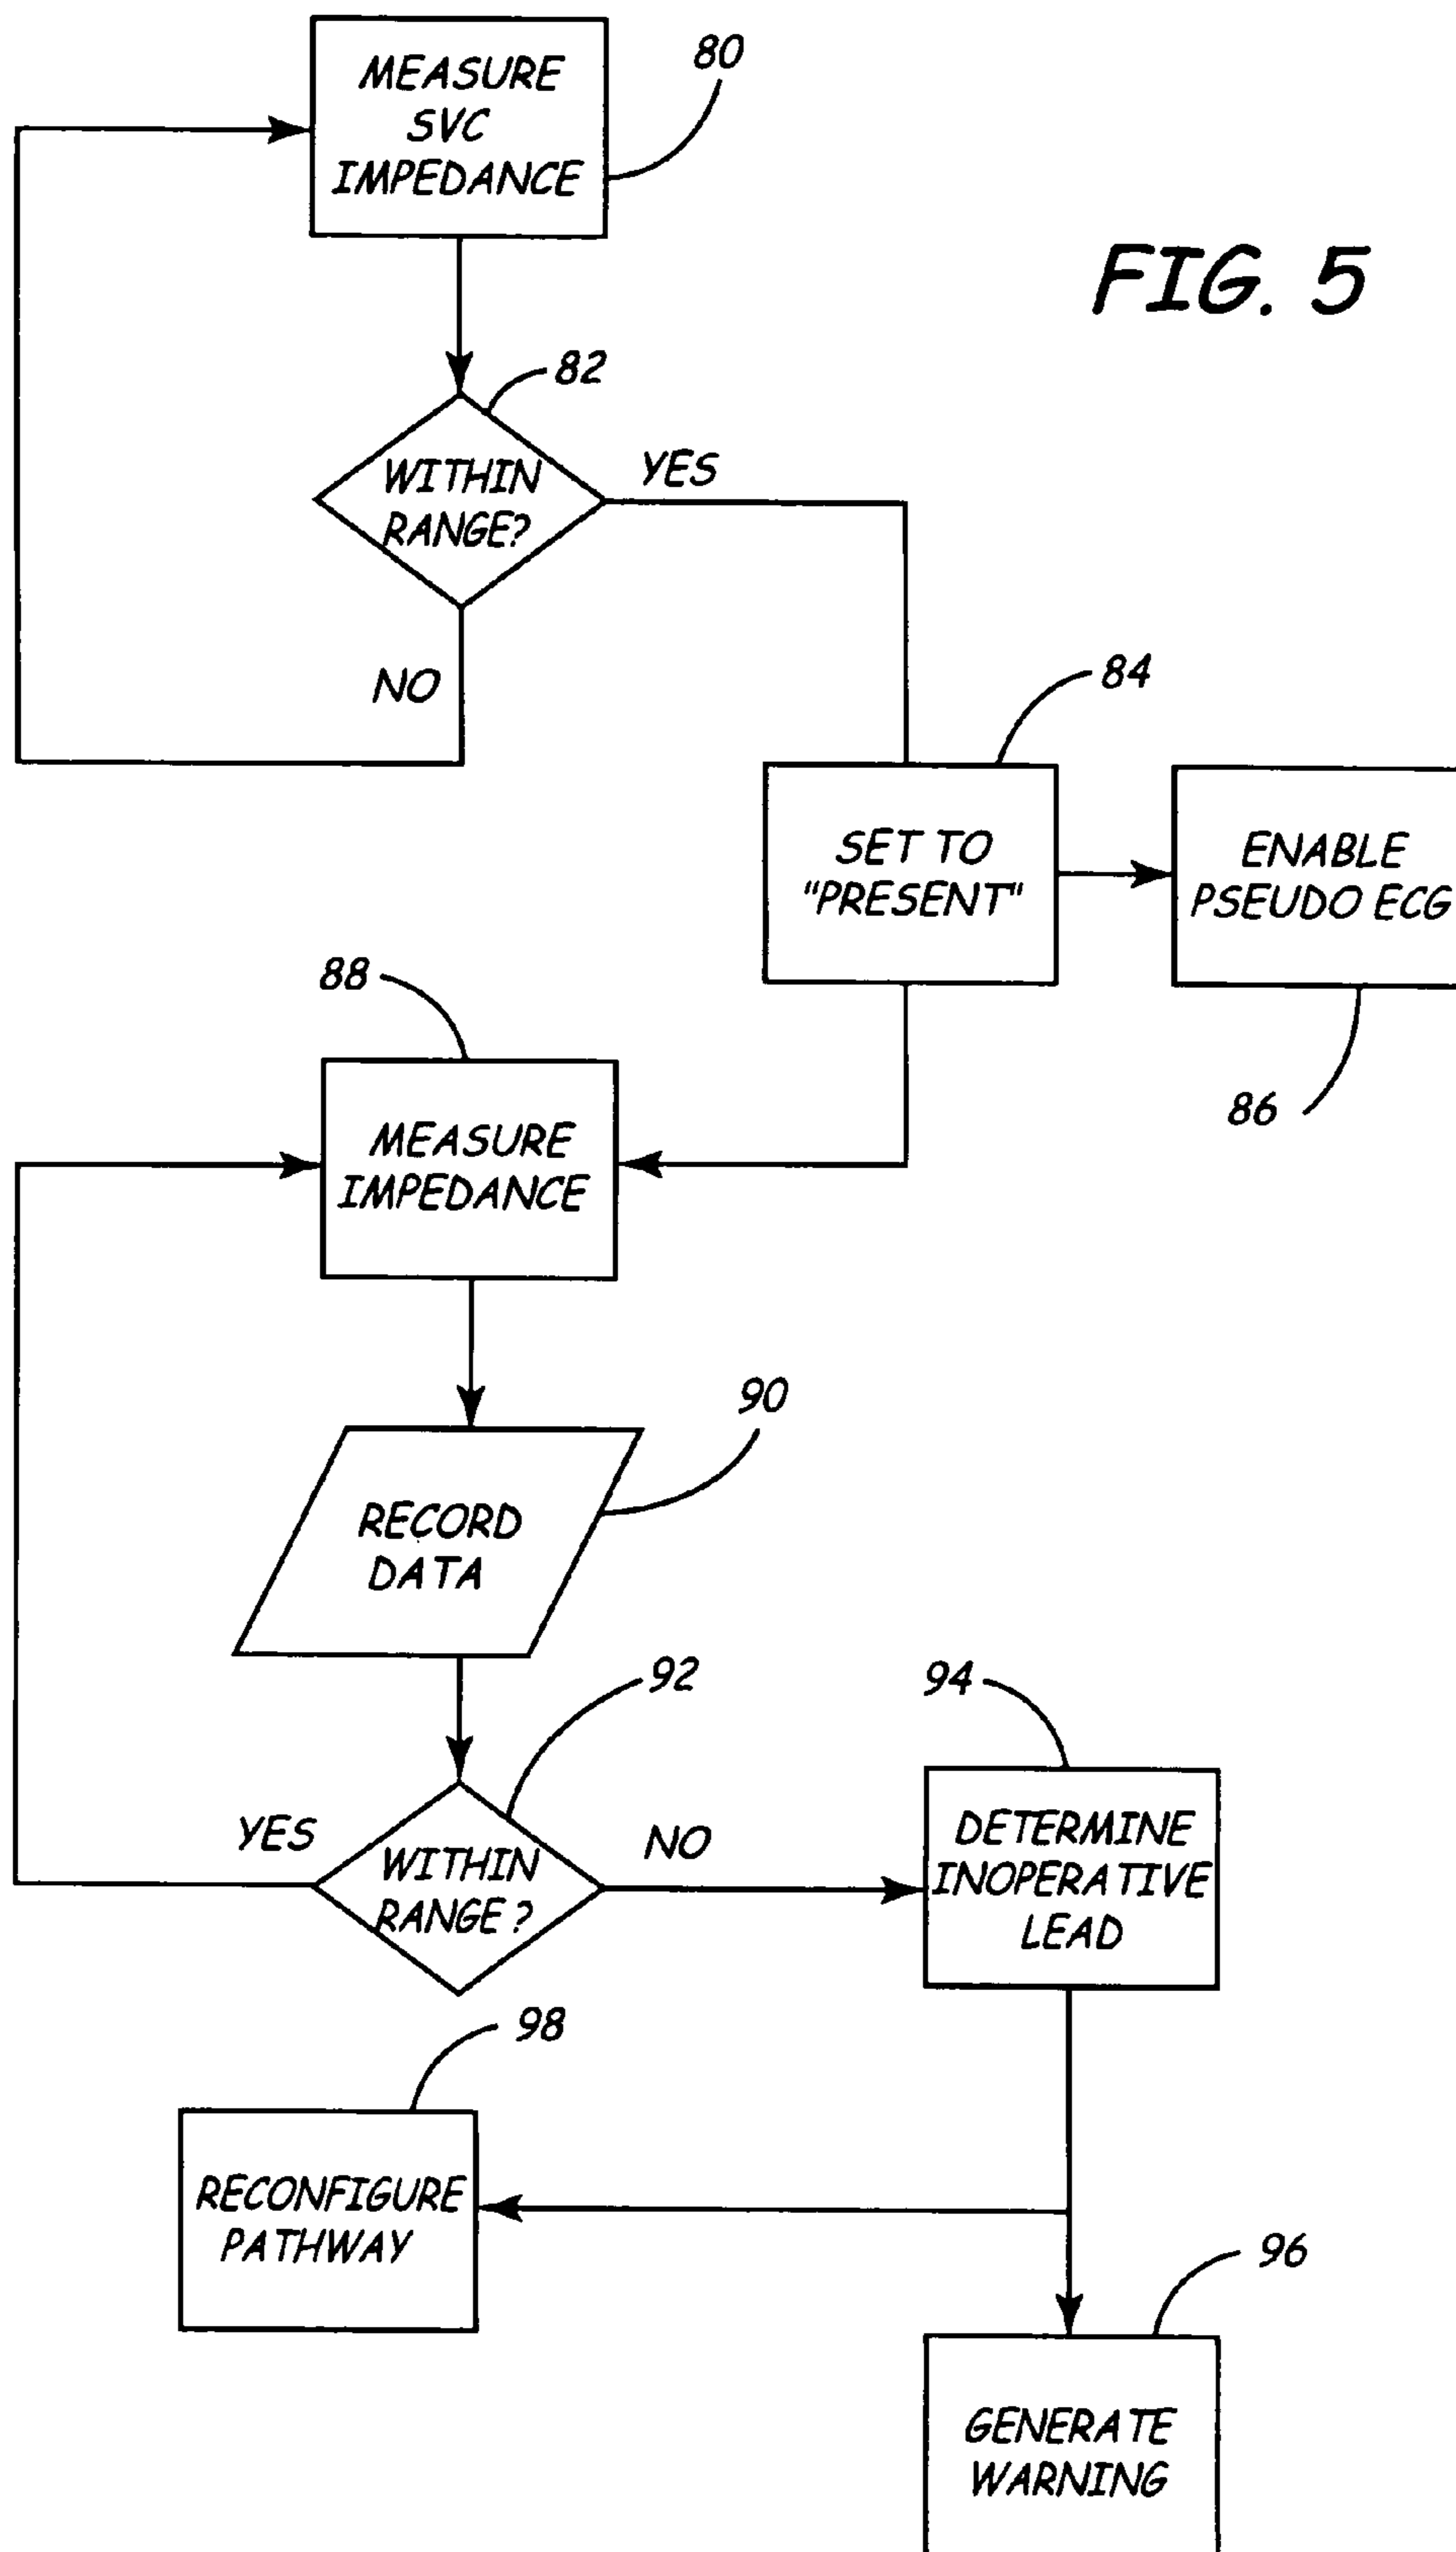 MEASURE
SVC
IMPEDANCE
80
FIG. 5
82
WITHIN
RANGE?
YES
NO
84
SET TO
"PRESENT"
ENABLE
PSEUDO ECG
86
88
MEASURE
IMPEDANCE
90
RECORD
DATA
92
WITHIN
RANGE?
YES
NO
94
DETERMINE
INOPERATIVE
LEAD
98
RECONFIGURE
PATHWAY
96
GENERATE
WARNING